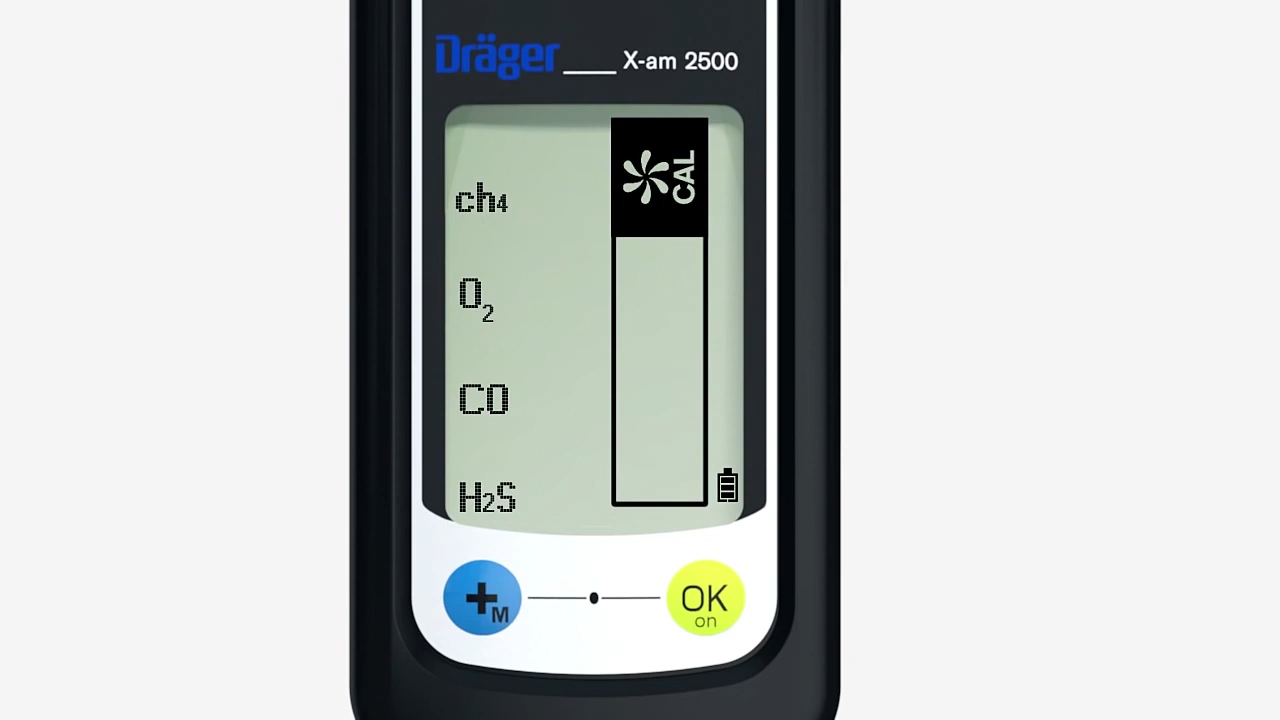 Dräger X-am 2500
CAL
ch₄
O₂
CO
H₂S
+M
OK
on